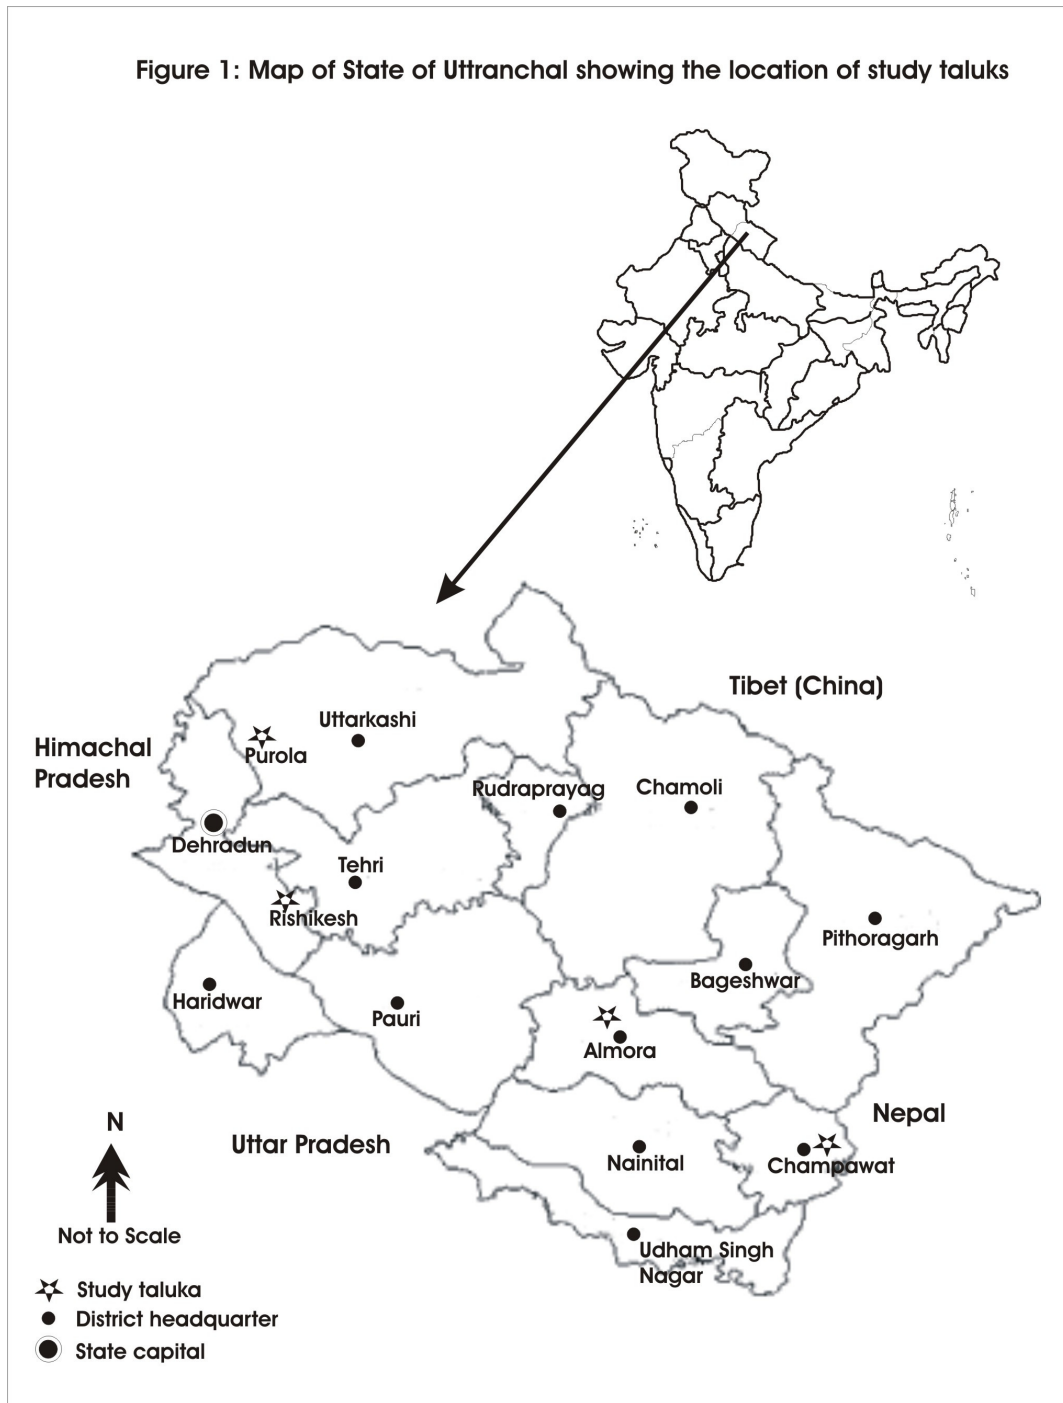 Figure 1: Map of State of Uttranchal showing the location of study taluks
Tibet (China)
Himachal
Pradesh
Uttarkashi
Purola
Rudraprayag
Chamoli
Dehradun
Tehri
Rishikesh
Pithoragarh
Bageshwar
Haridwar
Pauri
Almora
Nepal
N
Uttar Pradesh
Nainital
Champawat
Not to Scale
Udham Singh
Nagar
Study taluka
District headquarter
State capital